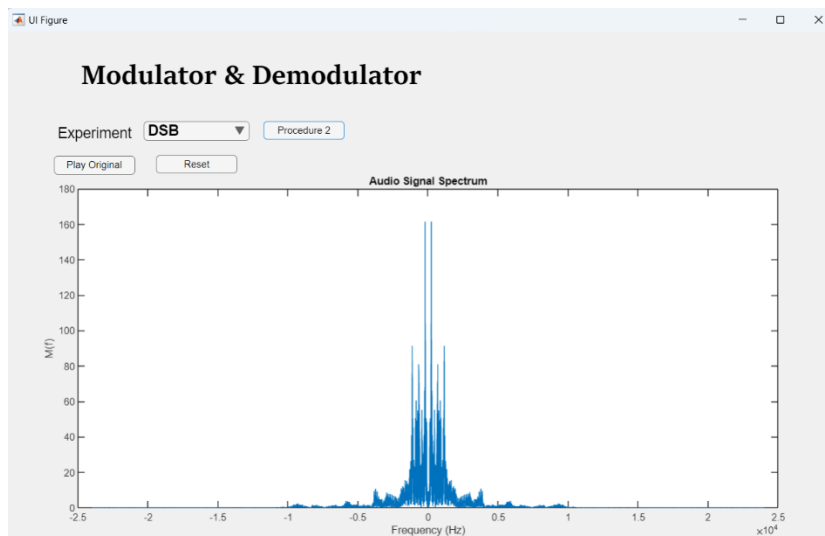 UI Figure
Modulator & Demodulator
Experiment DSB Procedure 2
Play Original Reset
Audio Signal Spectrum
180
160
140
120
100
80
60
40
20
0
M(f)
-2.5 -2 -1.5 -1 -0.5 0 0.5 1 1.5 2 2.5
Frequency (Hz)
×10⁴